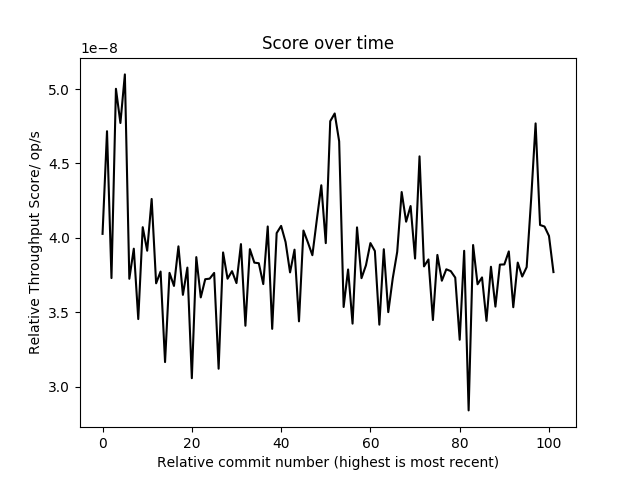 Score over time
1e−8
5.0
4.5
4.0
3.5
3.0
Relative Throughput Score/ op/s
0 20 40 60 80 100
Relative commit number (highest is most recent)